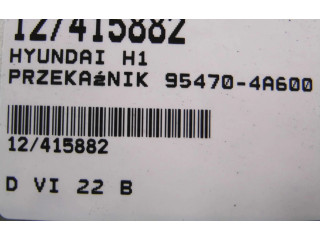 12/415882
HYUNDAI H1
PRZEKAźNIK 95470-4A600
12/415882
D VI 22 B